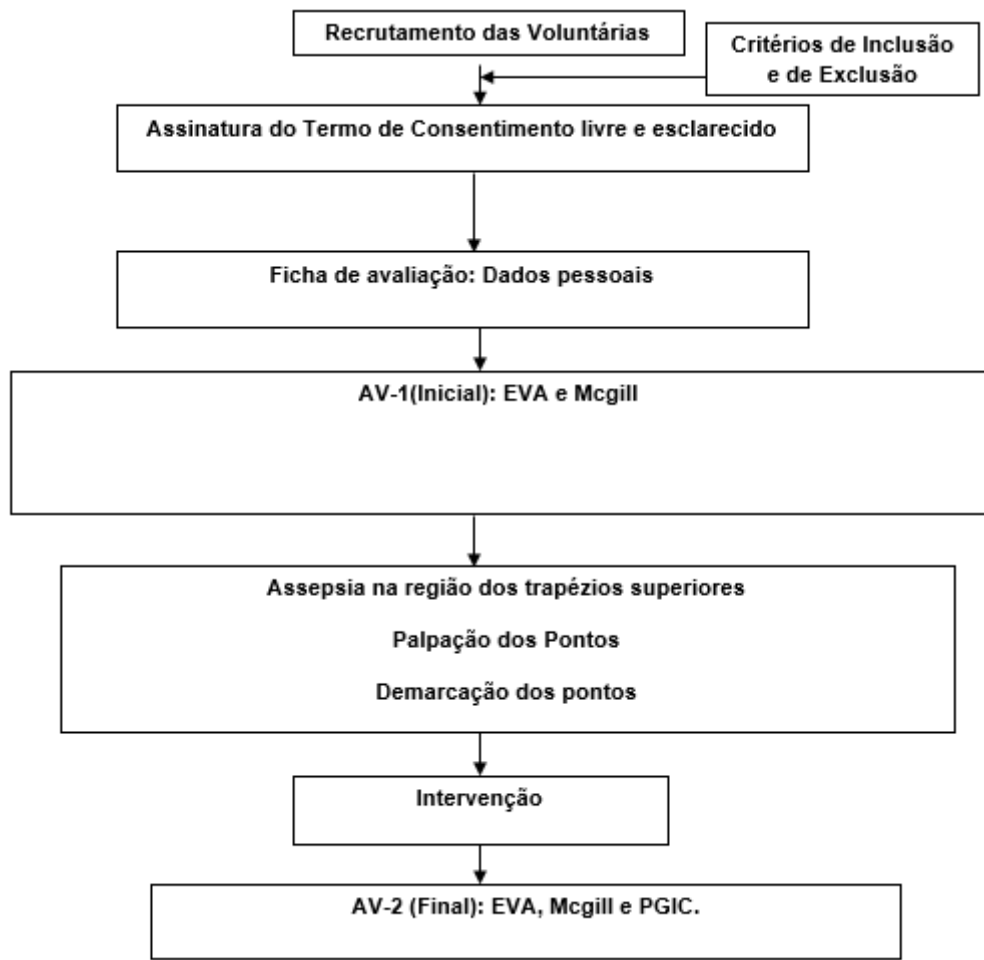 Recrutamento das Voluntárias
Critérios de Inclusão
e de Exclusão
Assinatura do Termo de Consentimento livre e esclarecido
Ficha de avaliação: Dados pessoais
AV-1(Inicial): EVA e Mcgill
Assepsia na região dos trapézios superiores
Palpação dos Pontos
Demarcação dos pontos
Intervenção
AV-2 (Final): EVA, Mcgill e PGIC.